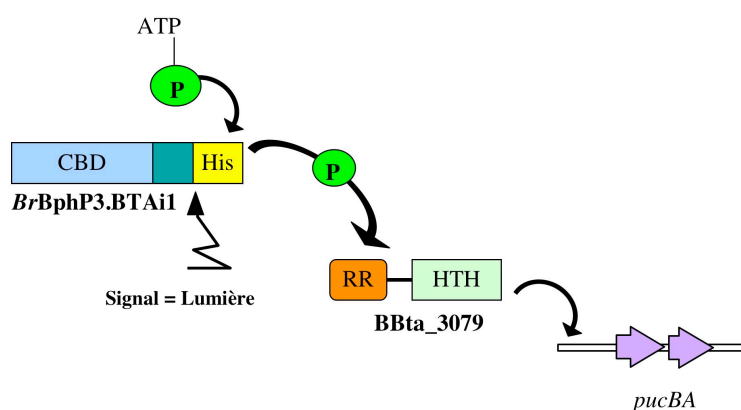 ATP
P
CBD His
P
BrBphP3.BTAi1
Signal = Lumière
RR HTH
BBta_3079
pucBA